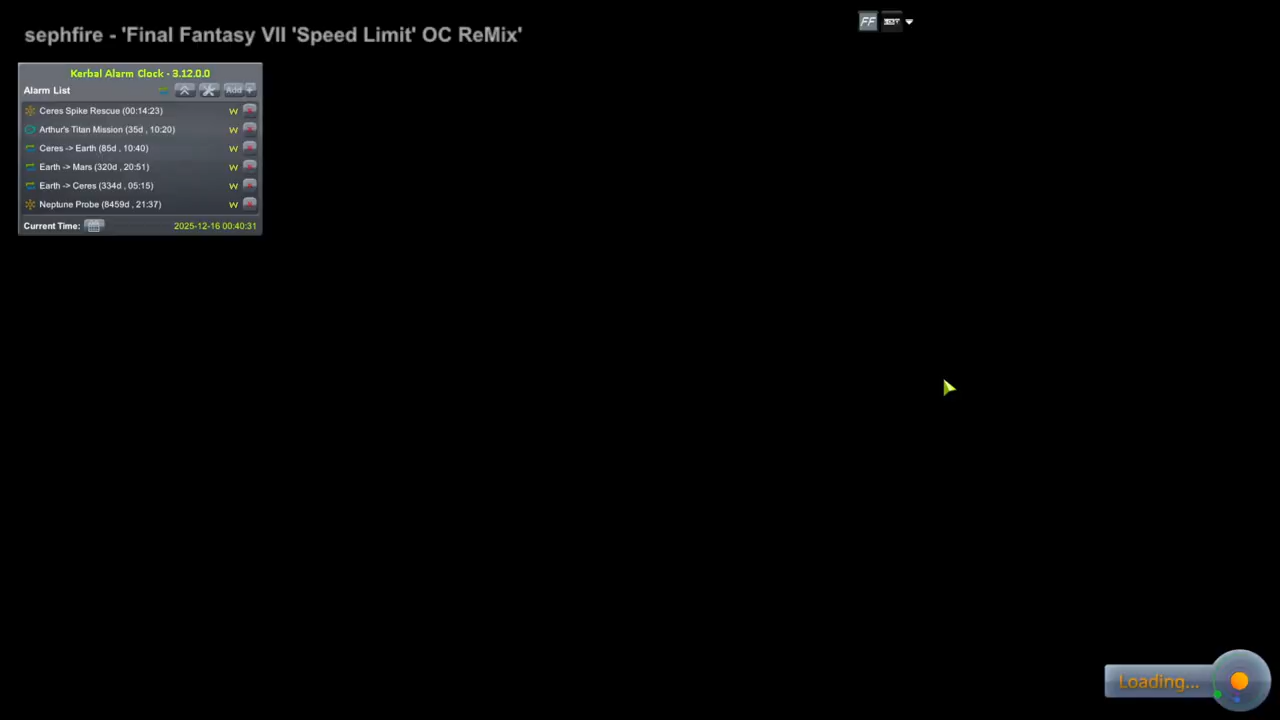 sephfire - 'Final Fantasy VII 'Speed Limit' OC ReMix'
FF
Kerbal Alarm Clock - 3.12.0.0
Alarm List
Add +
Ceres Spike Rescue (00:14:23) W
Arthur's Titan Mission (35d , 10:20) W
Ceres -> Earth (85d , 10:40) W
Earth -> Mars (320d , 20:51) W
Earth -> Ceres (334d , 05:15) W
Neptune Probe (8459d , 21:37) W
Current Time: 2025-12-16 00:40:31
Loading...